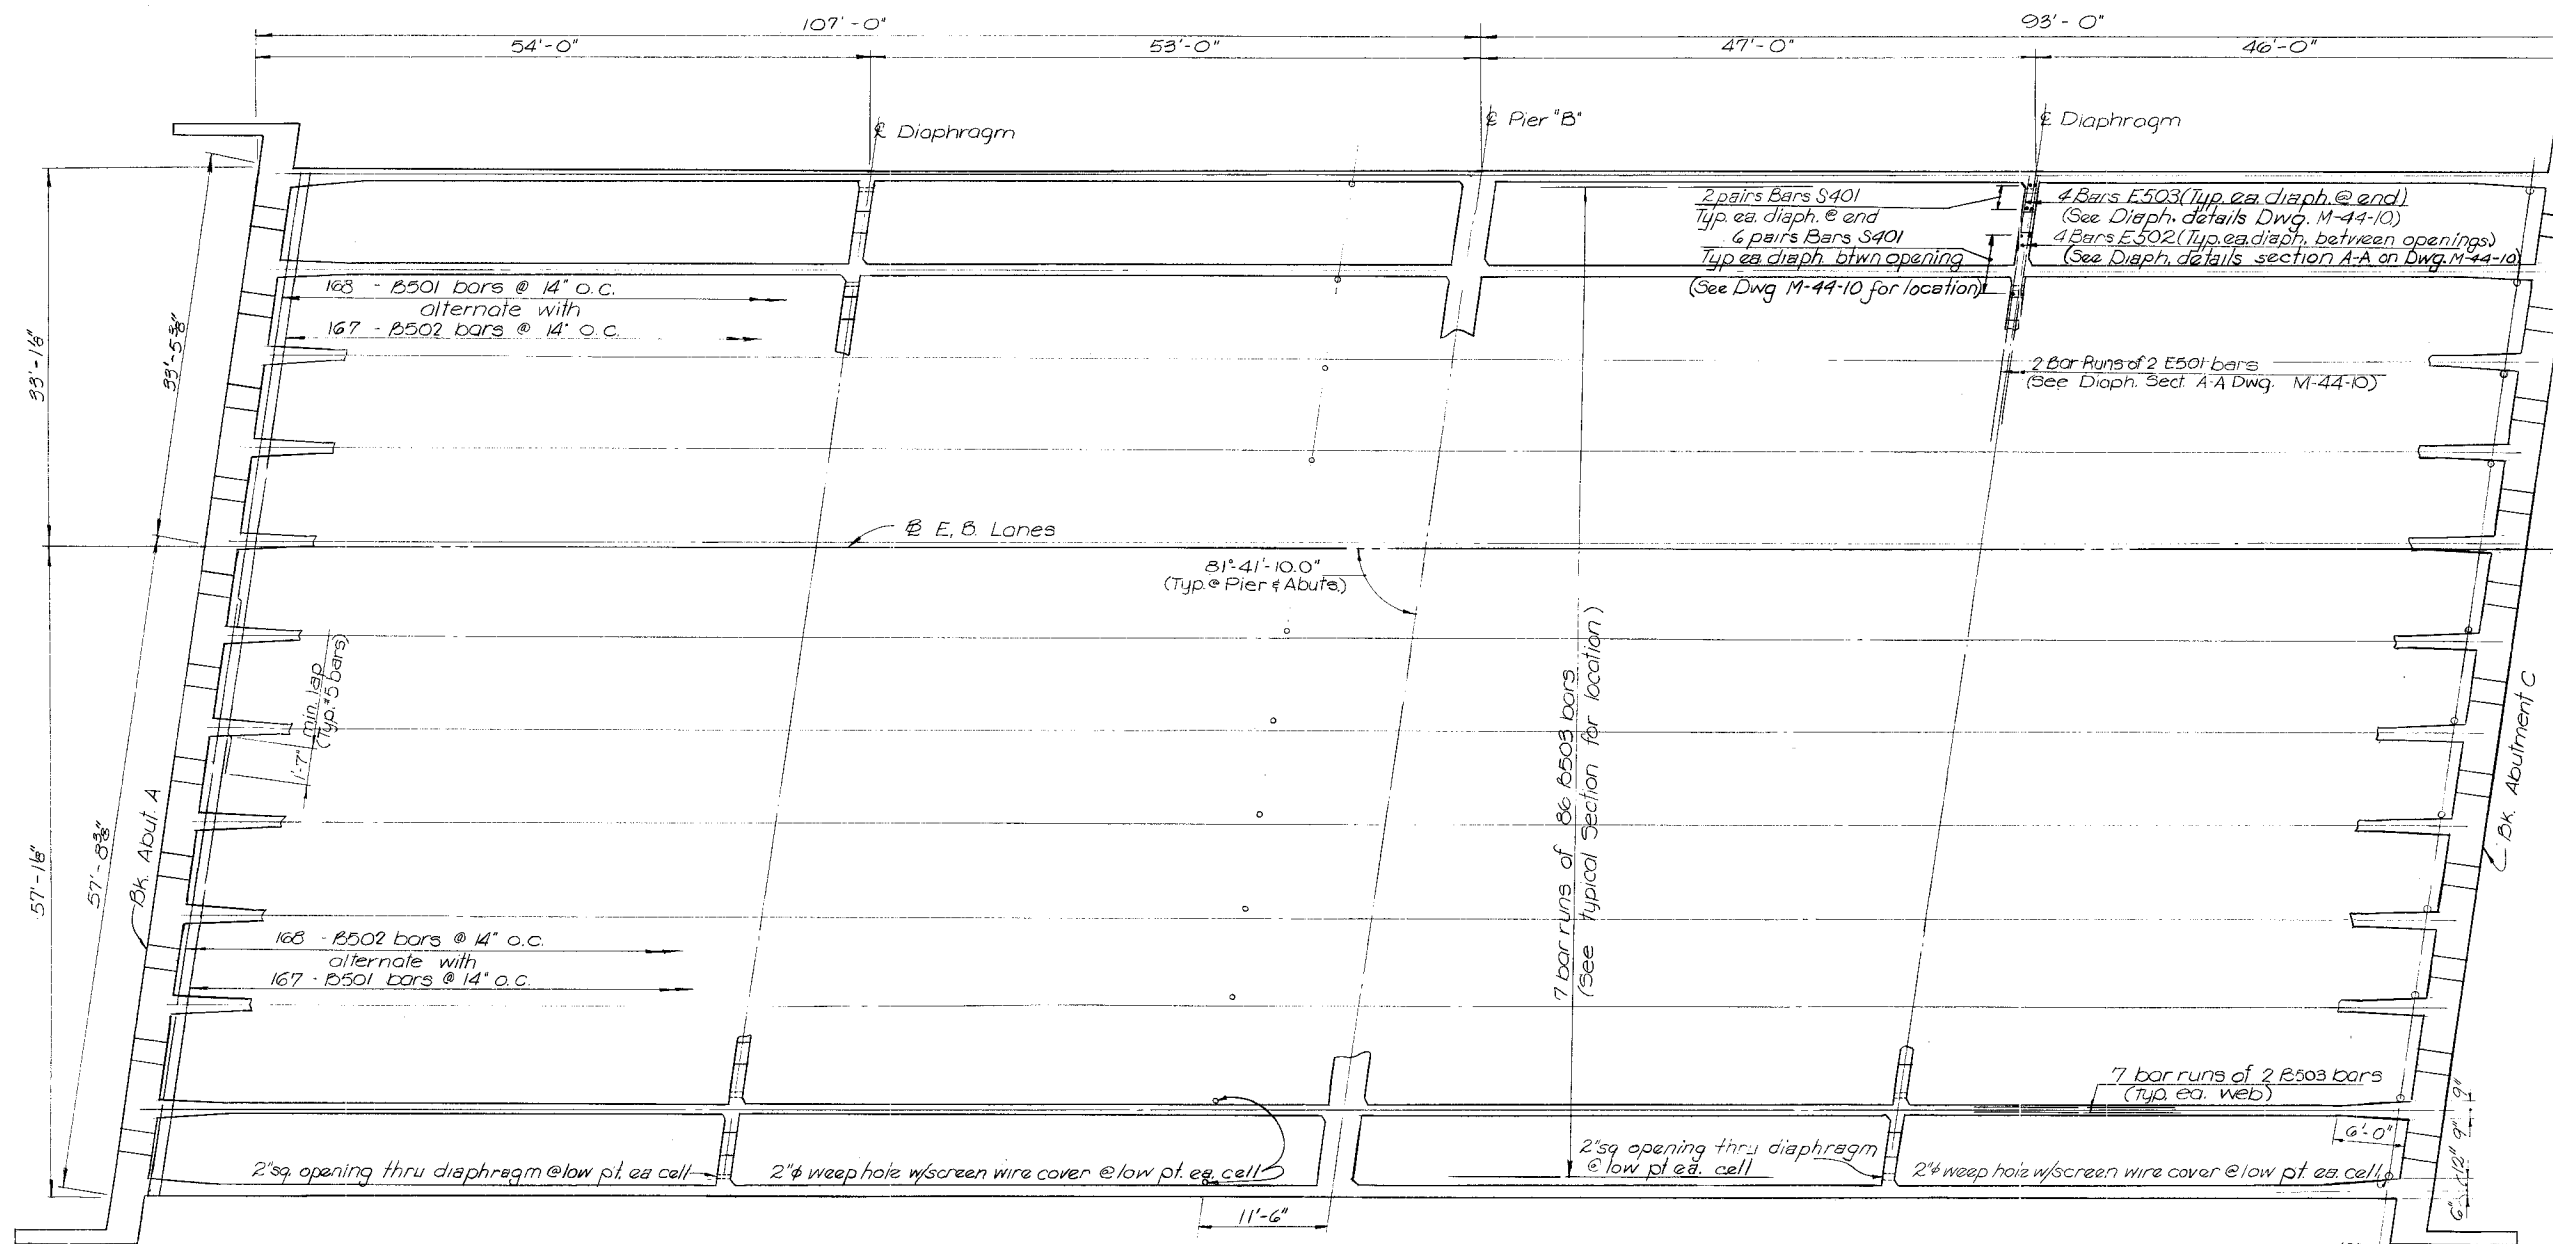 107'-0"
93'-0"
54'-0"
53'-0"
47'-0"
46'-0"
℄ Diaphragm
℄ Pier "B"
℄ Diaphragm
2 pairs Bars S401
Typ. ea. diaph. @ end
6 pairs Bars S401
Typ ea diaph. btwn opening
(See Dwg M-44-10 for location)
4 Bars E503 (Typ. ea. diaph. @ end)
(See Diaph. details Dwg. M-44-10)
4 Bars E502 (Typ. ea. diaph. between openings)
(See Diaph. details section A-A on Dwg. M-44-10)
168 - B501 bars @ 14" o.c.
alternate with
167 - B502 bars @ 14" o.c.
2 Bar Runs of 2 E501 bars
(See Diaph. Sect. A-A Dwg. M-44-10)
33'-1⅛"
33'-5⅜"
℄ E.B. Lanes
81°-41'-10.0"
(Typ. @ Pier & Abuts.)
1'-7" min. lap
(Typ. #5 bars)
7 bar runs of 86 B503 bars
(See typical Section for location)
Bk. Abut. A
Bk. Abutment C
57'-1⅛"
57'-8⅜"
168 - B502 bars @ 14" o.c.
alternate with
167 - B501 bars @ 14" o.c.
7 bar runs of 2 B503 bars
(Typ. ea. web)
2" sq. opening thru diaphragm @ low pt. ea cell
2"ϕ weep hole w/screen wire cover @ low pt. ea. cell
2" sq opening thru diaphragm
@ low pt ea. cell
2"ϕ weep hole w/screen wire cover @ low pt. ea. cell
6'-0"
9"
9"
12"
6"
11'-6"